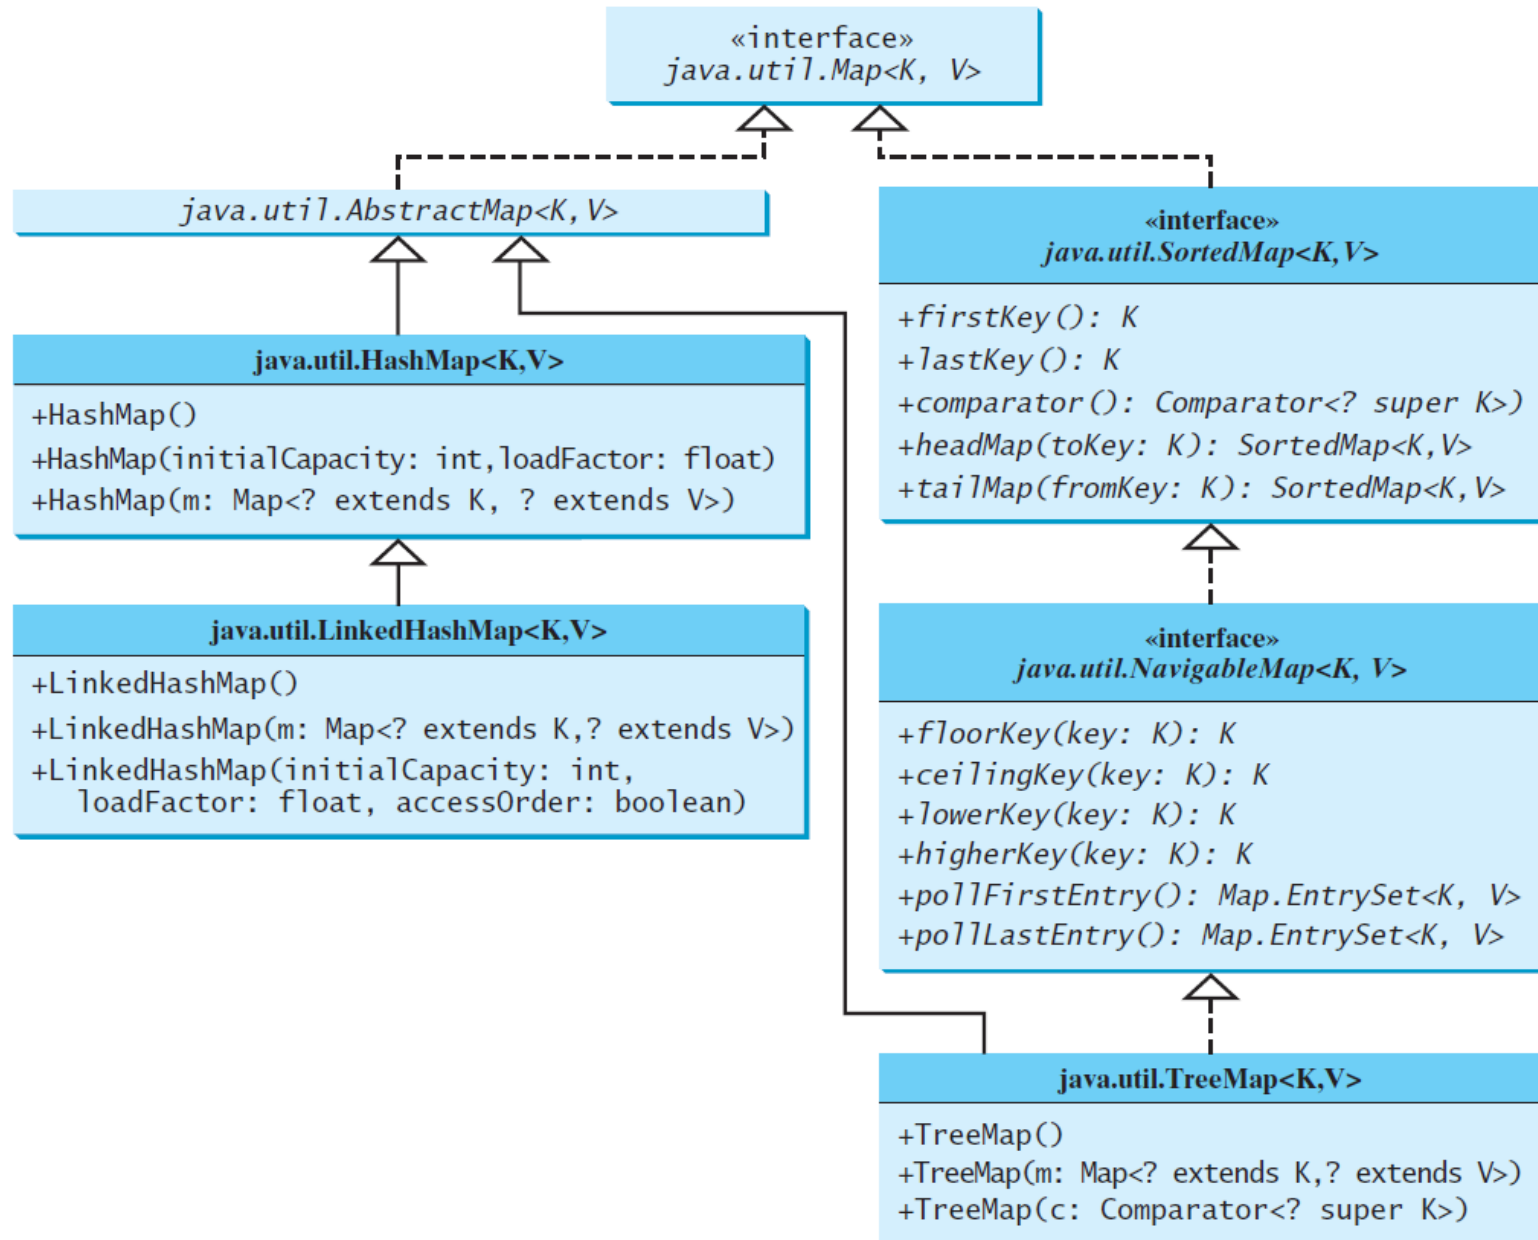 «interface»
java.util.Map<K, V>
java.util.AbstractMap<K,V>
java.util.HashMap<K,V>
+HashMap()
+HashMap(initialCapacity: int,loadFactor: float)
+HashMap(m: Map<? extends K, ? extends V>)
java.util.LinkedHashMap<K,V>
+LinkedHashMap()
+LinkedHashMap(m: Map<? extends K,? extends V>)
+LinkedHashMap(initialCapacity: int,
loadFactor: float, accessOrder: boolean)
«interface»
java.util.SortedMap<K,V>
+firstKey(): K
+lastKey(): K
+comparator(): Comparator<? super K>)
+headMap(toKey: K): SortedMap<K,V>
+tailMap(fromKey: K): SortedMap<K,V>
«interface»
java.util.NavigableMap<K, V>
+floorKey(key: K): K
+ceilingKey(key: K): K
+lowerKey(key: K): K
+higherKey(key: K): K
+pollFirstEntry(): Map.EntrySet<K, V>
+pollLastEntry(): Map.EntrySet<K, V>
java.util.TreeMap<K,V>
+TreeMap()
+TreeMap(m: Map<? extends K,? extends V>)
+TreeMap(c: Comparator<? super K>)